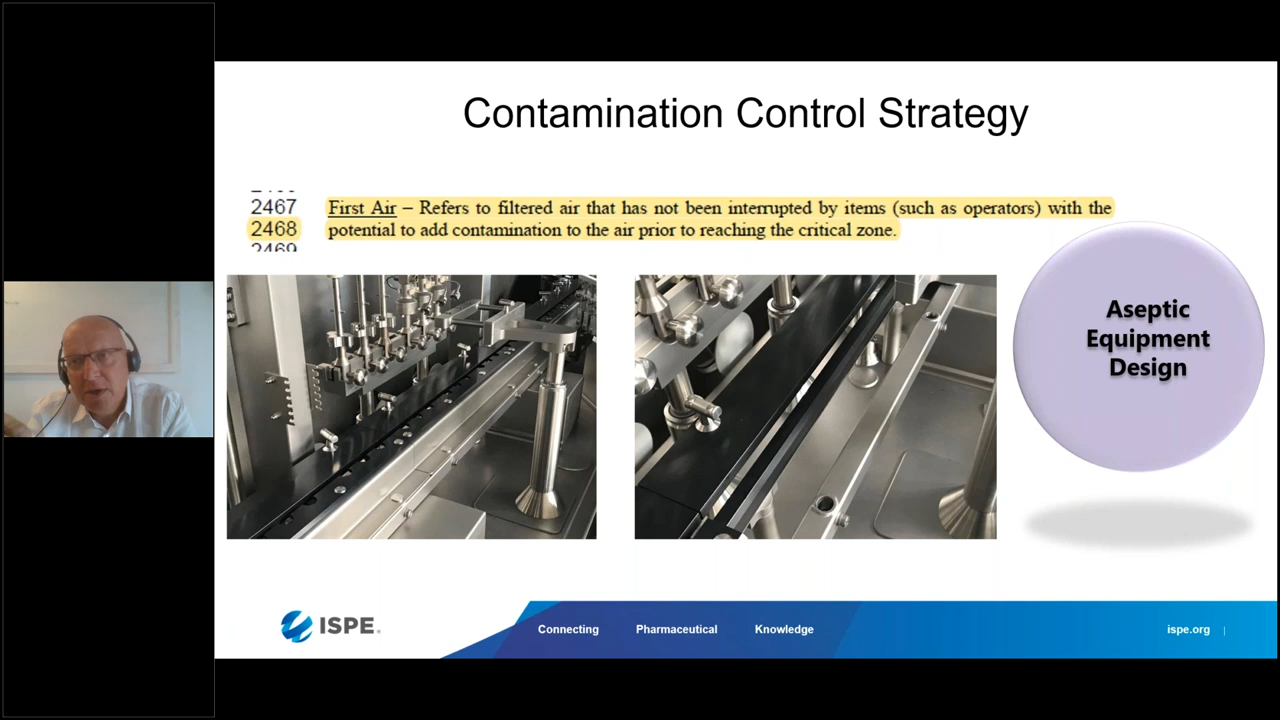 Contamination Control Strategy
2467 First Air – Refers to filtered air that has not been interrupted by items (such as operators) with the
2468 potential to add contamination to the air prior to reaching the critical zone.
2469
Aseptic
Equipment
Design
ISPE®
Connecting Pharmaceutical Knowledge
ispe.org |